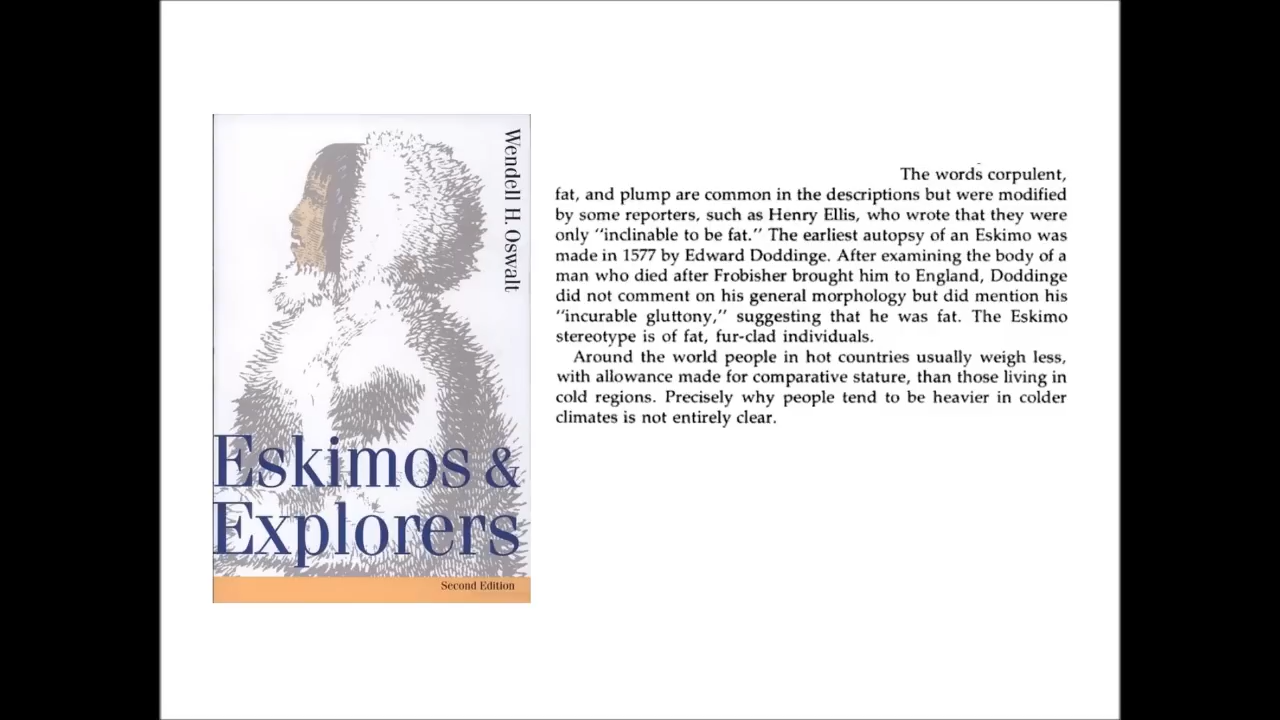 Wendell H. Oswalt
Eskimos &
Explorers
Second Edition
The words corpulent,
fat, and plump are common in the descriptions but were modified
by some reporters, such as Henry Ellis, who wrote that they were
only “inclinable to be fat.” The earliest autopsy of an Eskimo was
made in 1577 by Edward Doddinge. After examining the body of a
man who died after Frobisher brought him to England, Doddinge
did not comment on his general morphology but did mention his
“incurable gluttony,” suggesting that he was fat. The Eskimo
stereotype is of fat, fur-clad individuals.
Around the world people in hot countries usually weigh less,
with allowance made for comparative stature, than those living in
cold regions. Precisely why people tend to be heavier in colder
climates is not entirely clear.